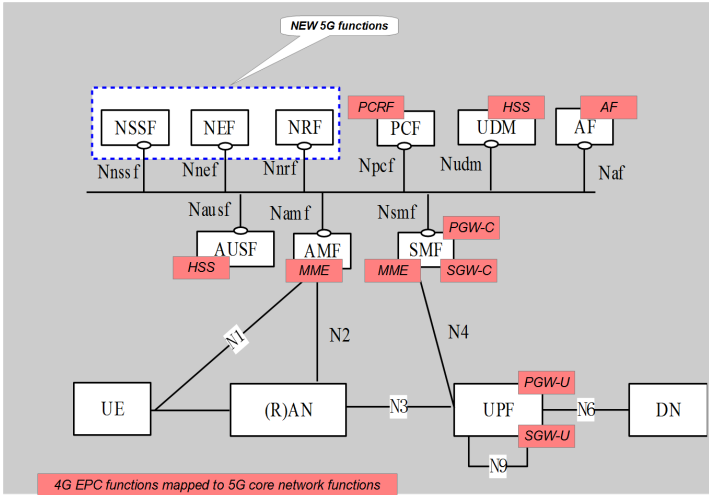 NEW 5G functions
PCRF
HSS
AF
NSSF
NEF
NRF
PCF
UDM
AF
Nnssf
Nnef
Nnrf
Npcf
Nudm
Naf
Nausf
Namf
Nsmf
PGW-C
AUSF
AMF
SMF
HSS
MME
MME
SGW-C
N1
N2
N4
PGW-U
UE
(R)AN
N3
UPF
N6
DN
SGW-U
N9
4G EPC functions mapped to 5G core network functions